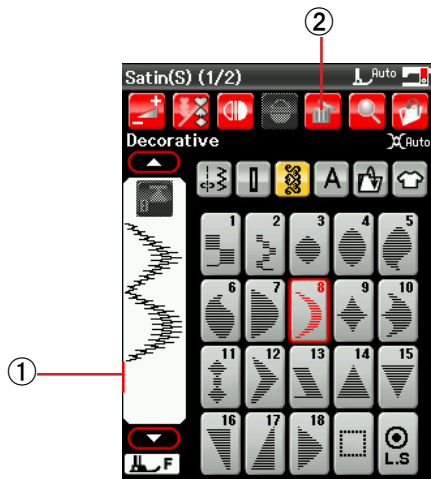 ②
Satin(S) (1/2) Auto
Decorative Auto
A
1 2 3 4 5
6 7 8 9 10
①
11 12 13 14 15
16 17 18
L.S
F